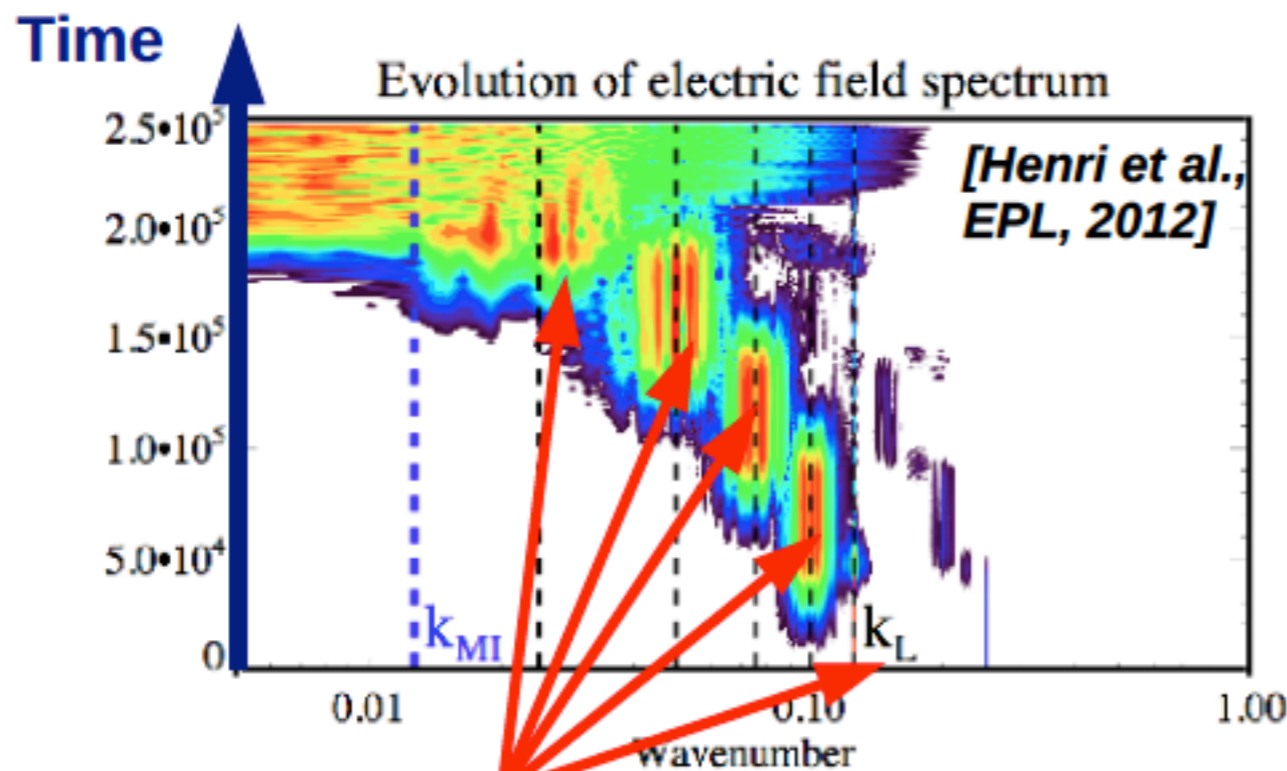 Time
Evolution of electric field spectrum
[Henri et al.,
EPL, 2012]
2.5•10⁵
2.0•10⁵
1.5•10⁵
1.0•10⁵
5.0•10⁴
0
k_MI
k_L
0.01
0.10
1.00
Wavenumber